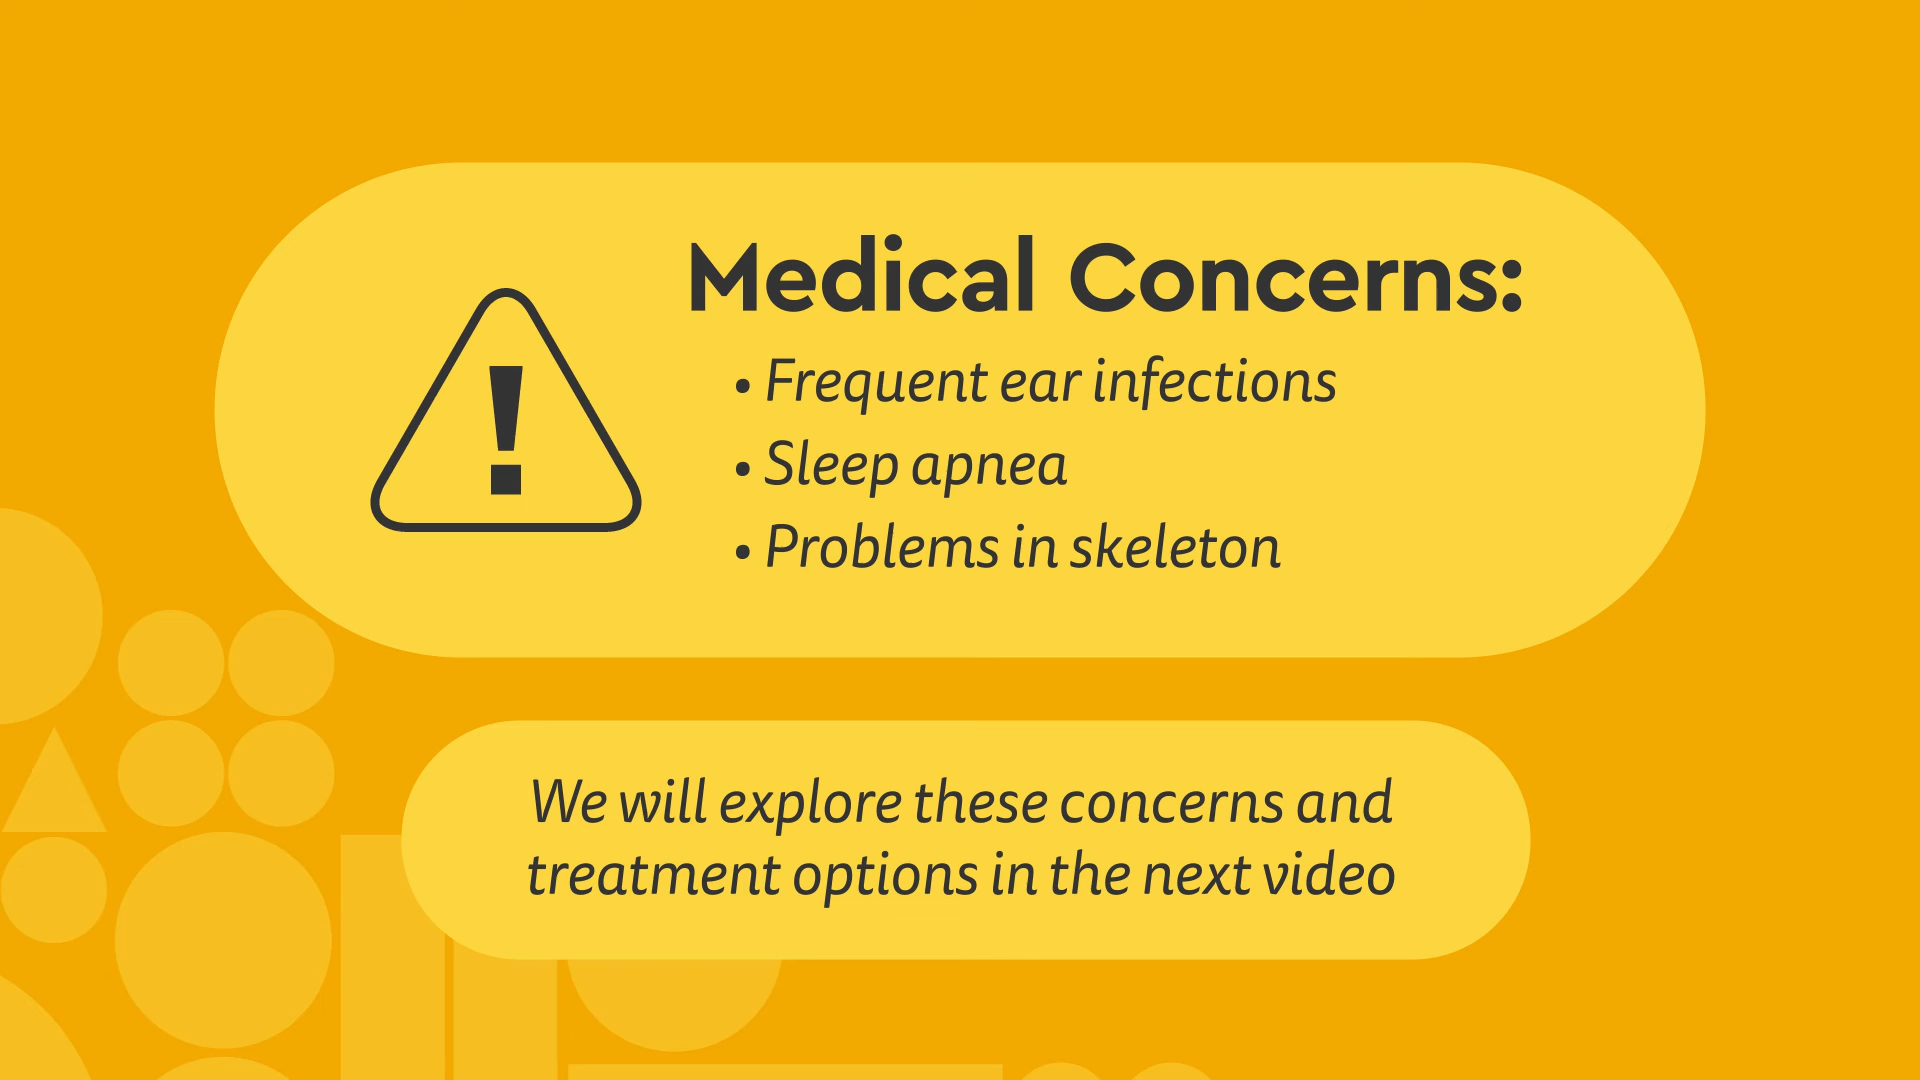 Medical Concerns:
• Frequent ear infections
• Sleep apnea
• Problems in skeleton
We will explore these concerns and
treatment options in the next video